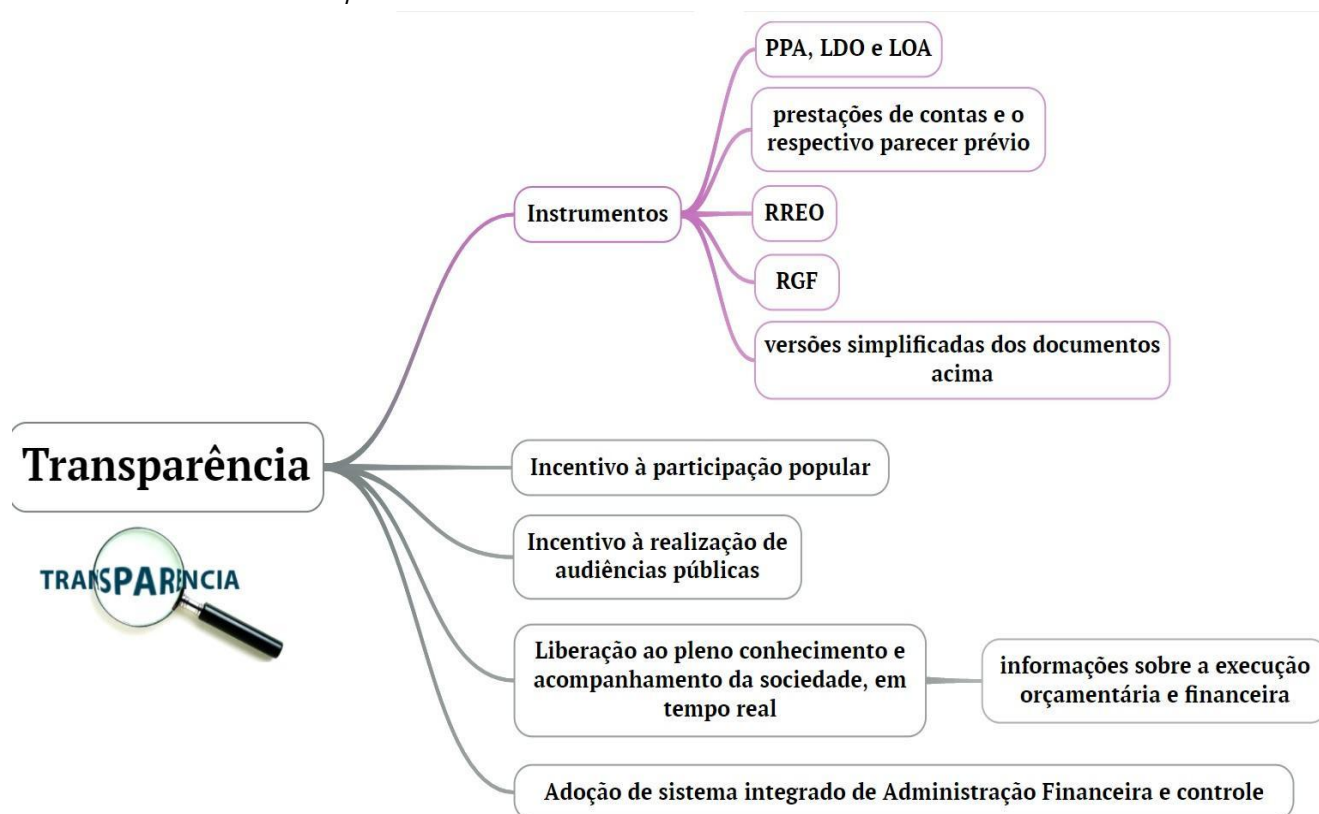 PPA, LDO e LOA
prestações de contas e o
respectivo parecer prévio
Instrumentos
RREO
RGF
versões simplificadas dos documentos
acima
Transparência
TRANSPARENCIA
Incentivo à participação popular
Incentivo à realização de
audiências públicas
Liberação ao pleno conhecimento e
acompanhamento da sociedade, em
tempo real
informações sobre a execução
orçamentária e financeira
Adoção de sistema integrado de Administração Financeira e controle